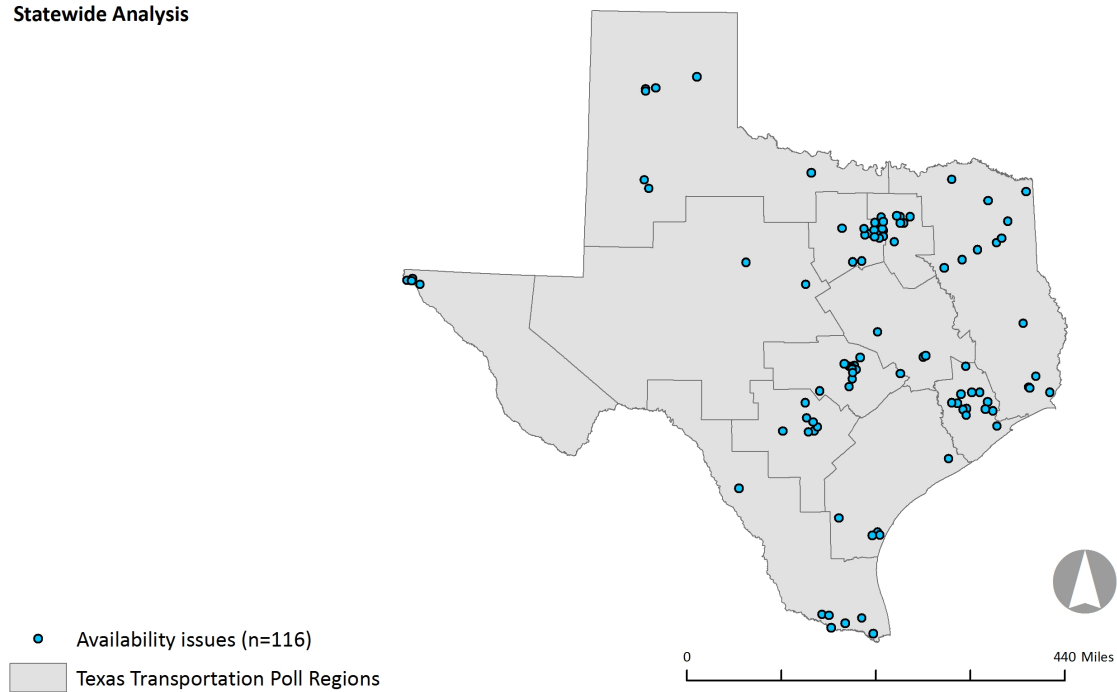 Statewide Analysis
Availability issues (n=116)
Texas Transportation Poll Regions
0 440 Miles